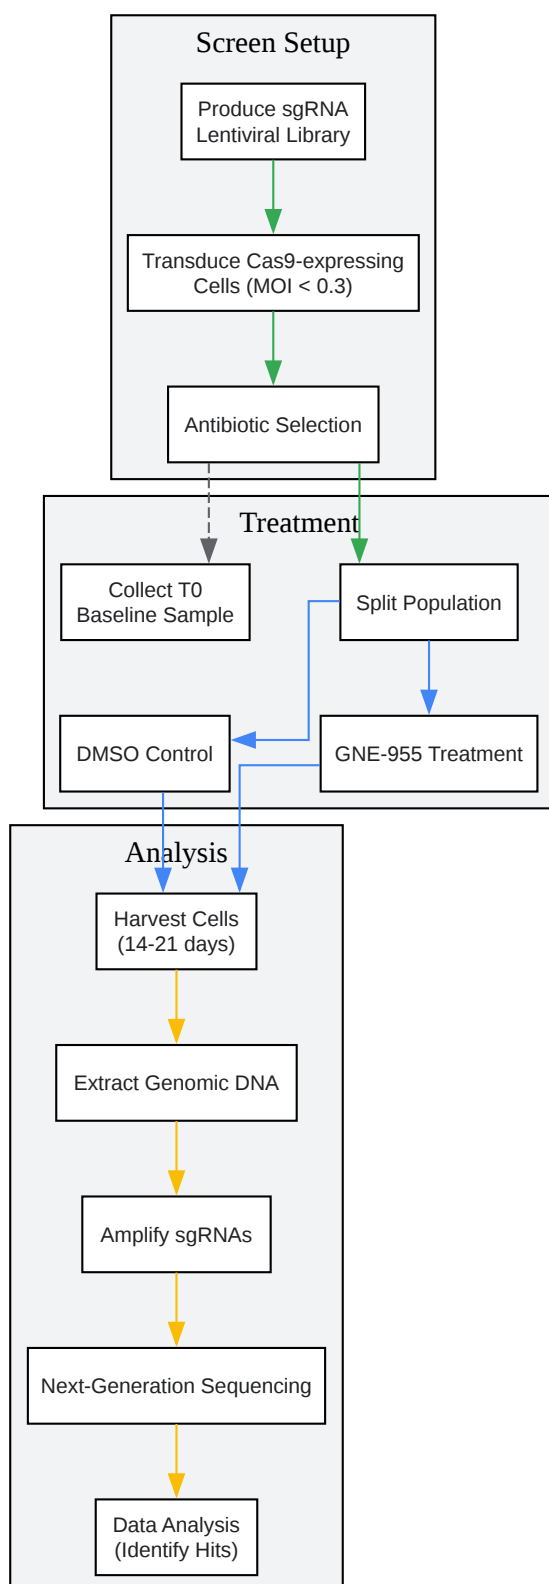 Screen Setup
Produce sgRNA
Lentiviral Library
Transduce Cas9-expressing
Cells (MOI < 0.3)
Antibiotic Selection
Treatment
Collect T0
Baseline Sample
Split Population
DMSO Control
GNE-955 Treatment
Analysis
Harvest Cells
(14-21 days)
Extract Genomic DNA
Amplify sgRNAs
Next-Generation Sequencing
Data Analysis
(Identify Hits)